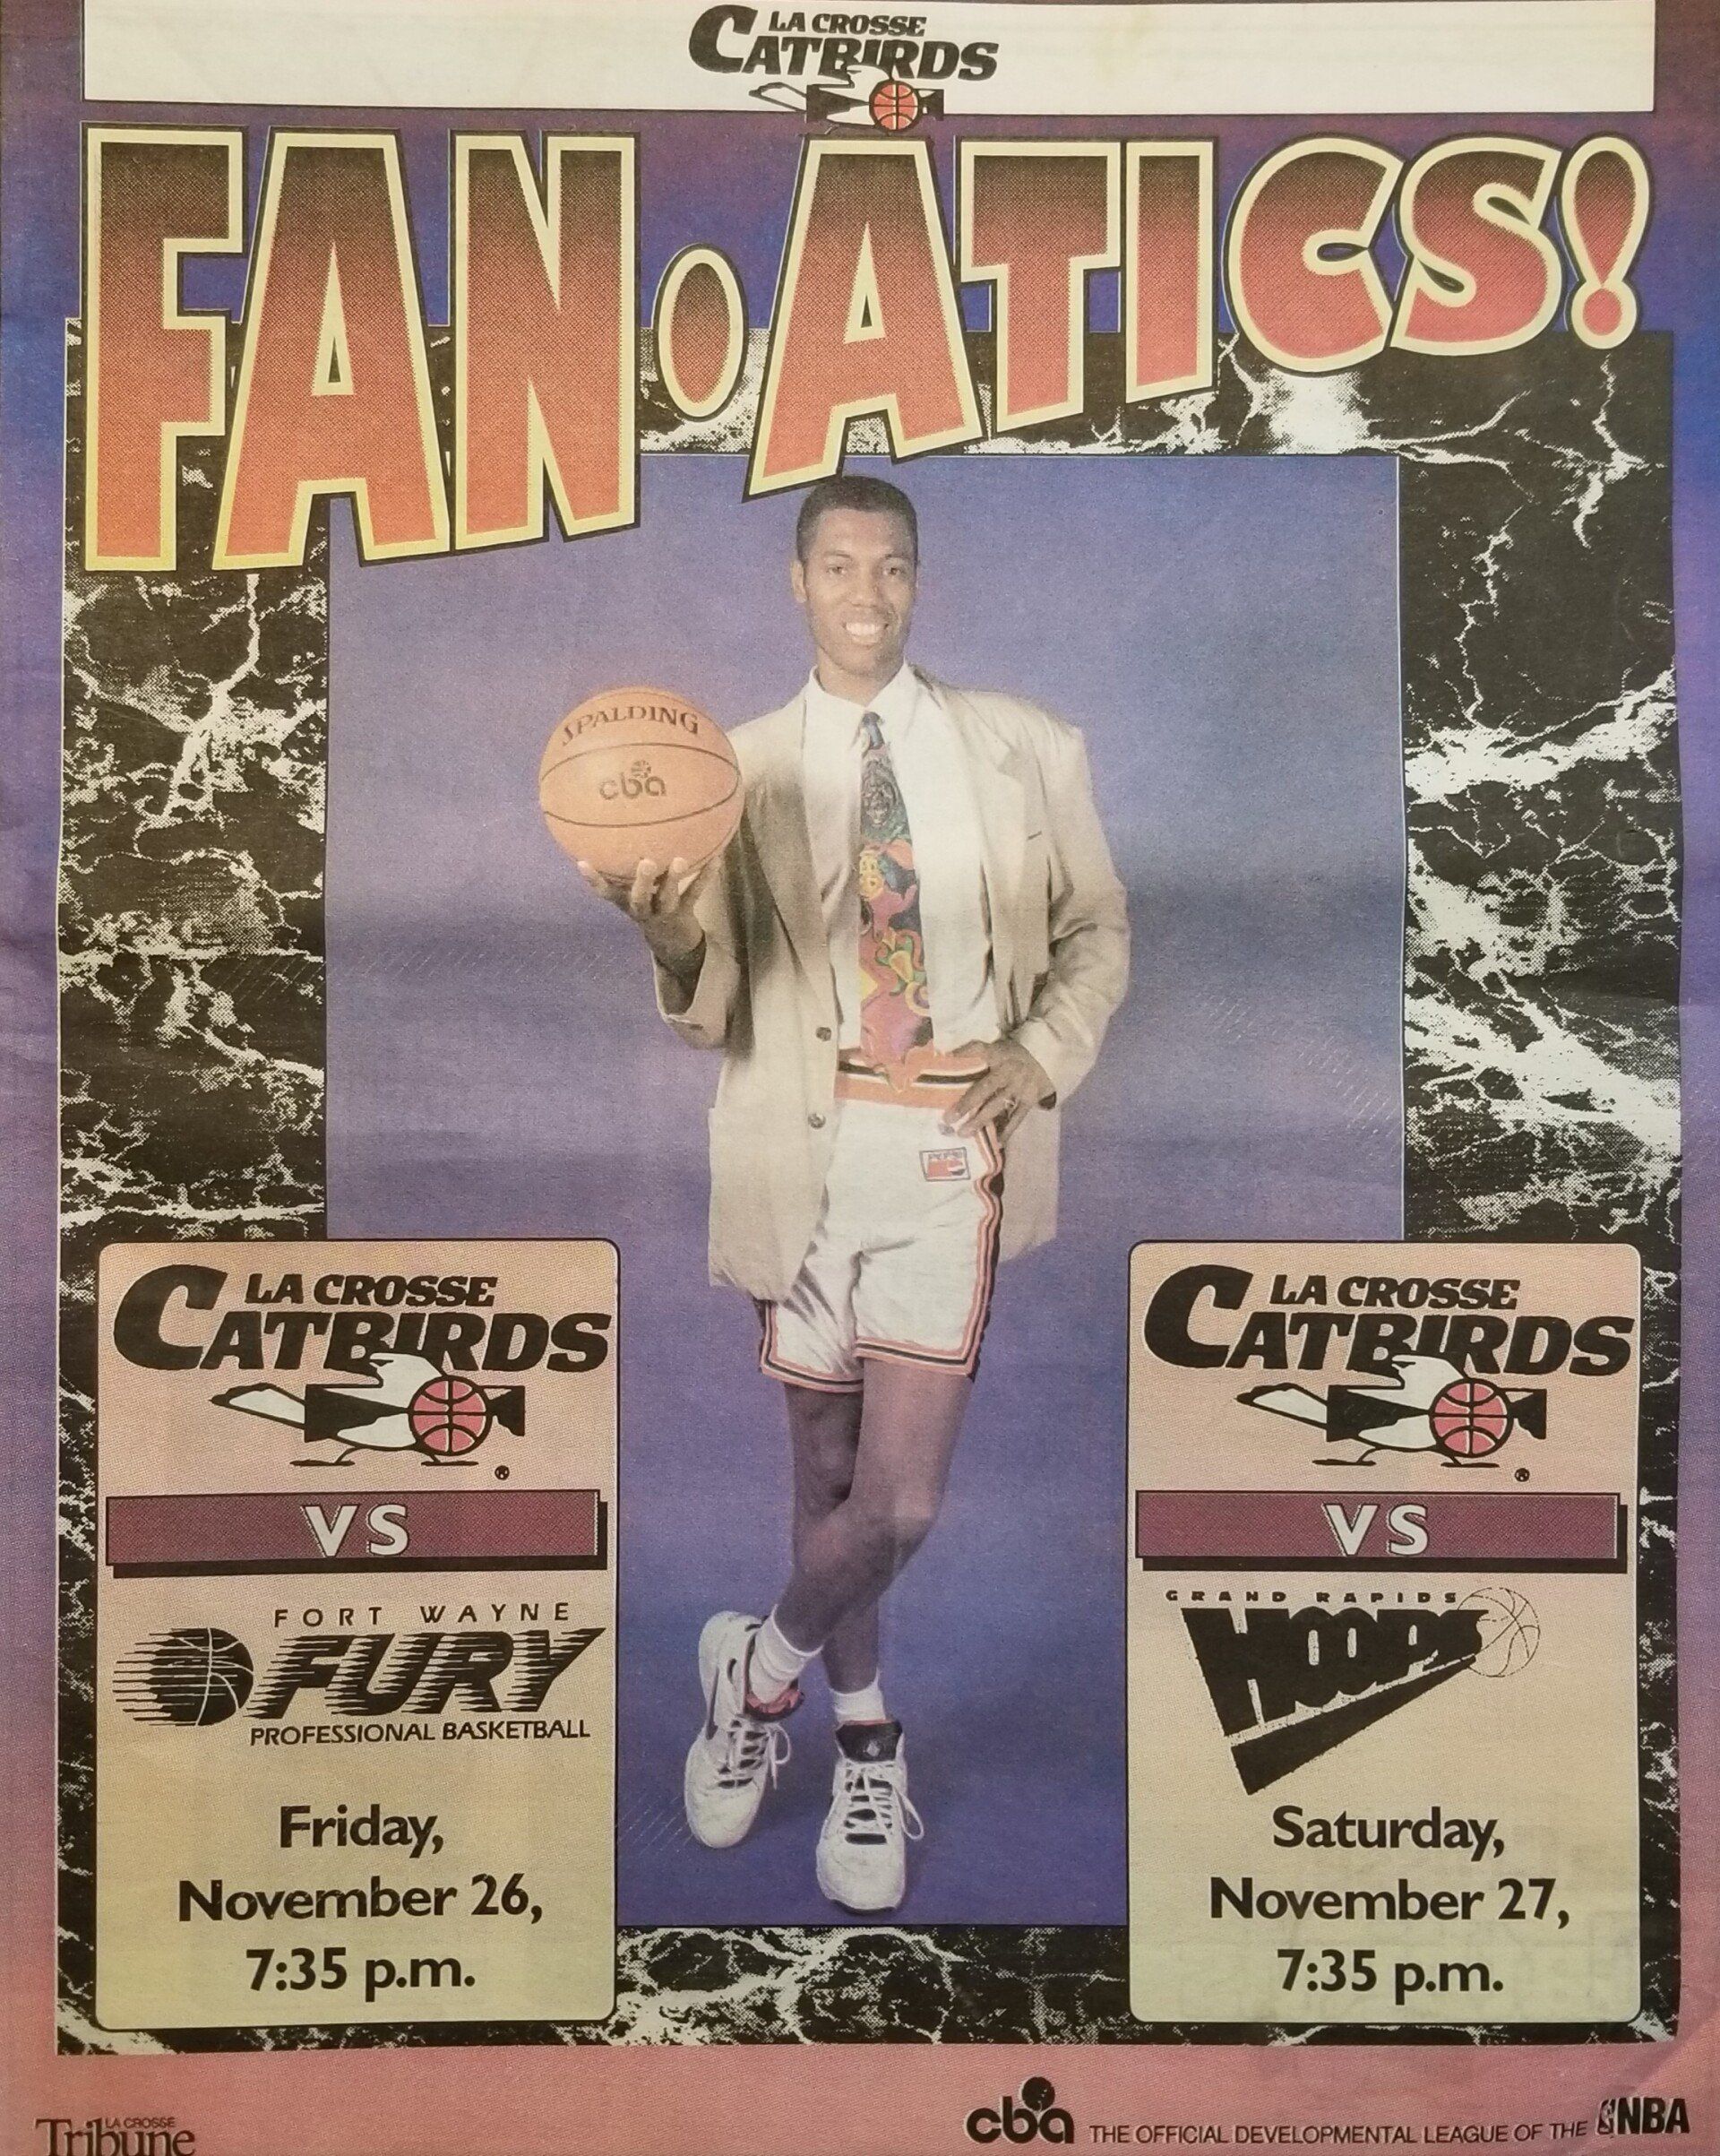 LA CROSSE
CATBIRDS
FAN•ATICS!
SPALDING
cba
PEPSI
LA CROSSE
CATBIRDS
®
VS
FORT WAYNE
FURY
PROFESSIONAL BASKETBALL
Friday,
November 26,
7:35 p.m.
LA CROSSE
CATBIRDS
®
VS
GRAND RAPIDS
HOOPS
Saturday,
November 27,
7:35 p.m.
LA CROSSE
Tribune
cba THE OFFICIAL DEVELOPMENTAL LEAGUE OF THE NBA